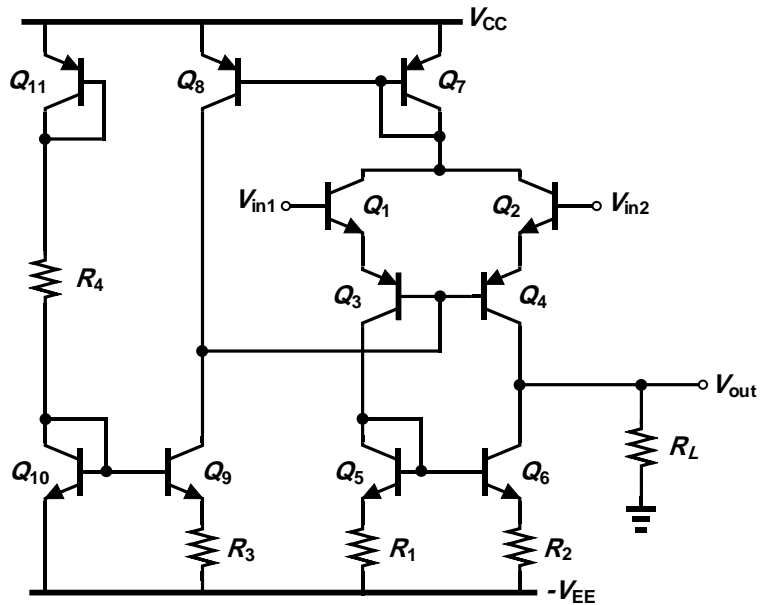 V_CC
Q_11
Q_8
Q_7
V_in1
Q_1
Q_2
V_in2
R_4
Q_3
Q_4
V_out
Q_10
Q_9
Q_5
Q_6
R_L
R_3
R_1
R_2
-V_EE